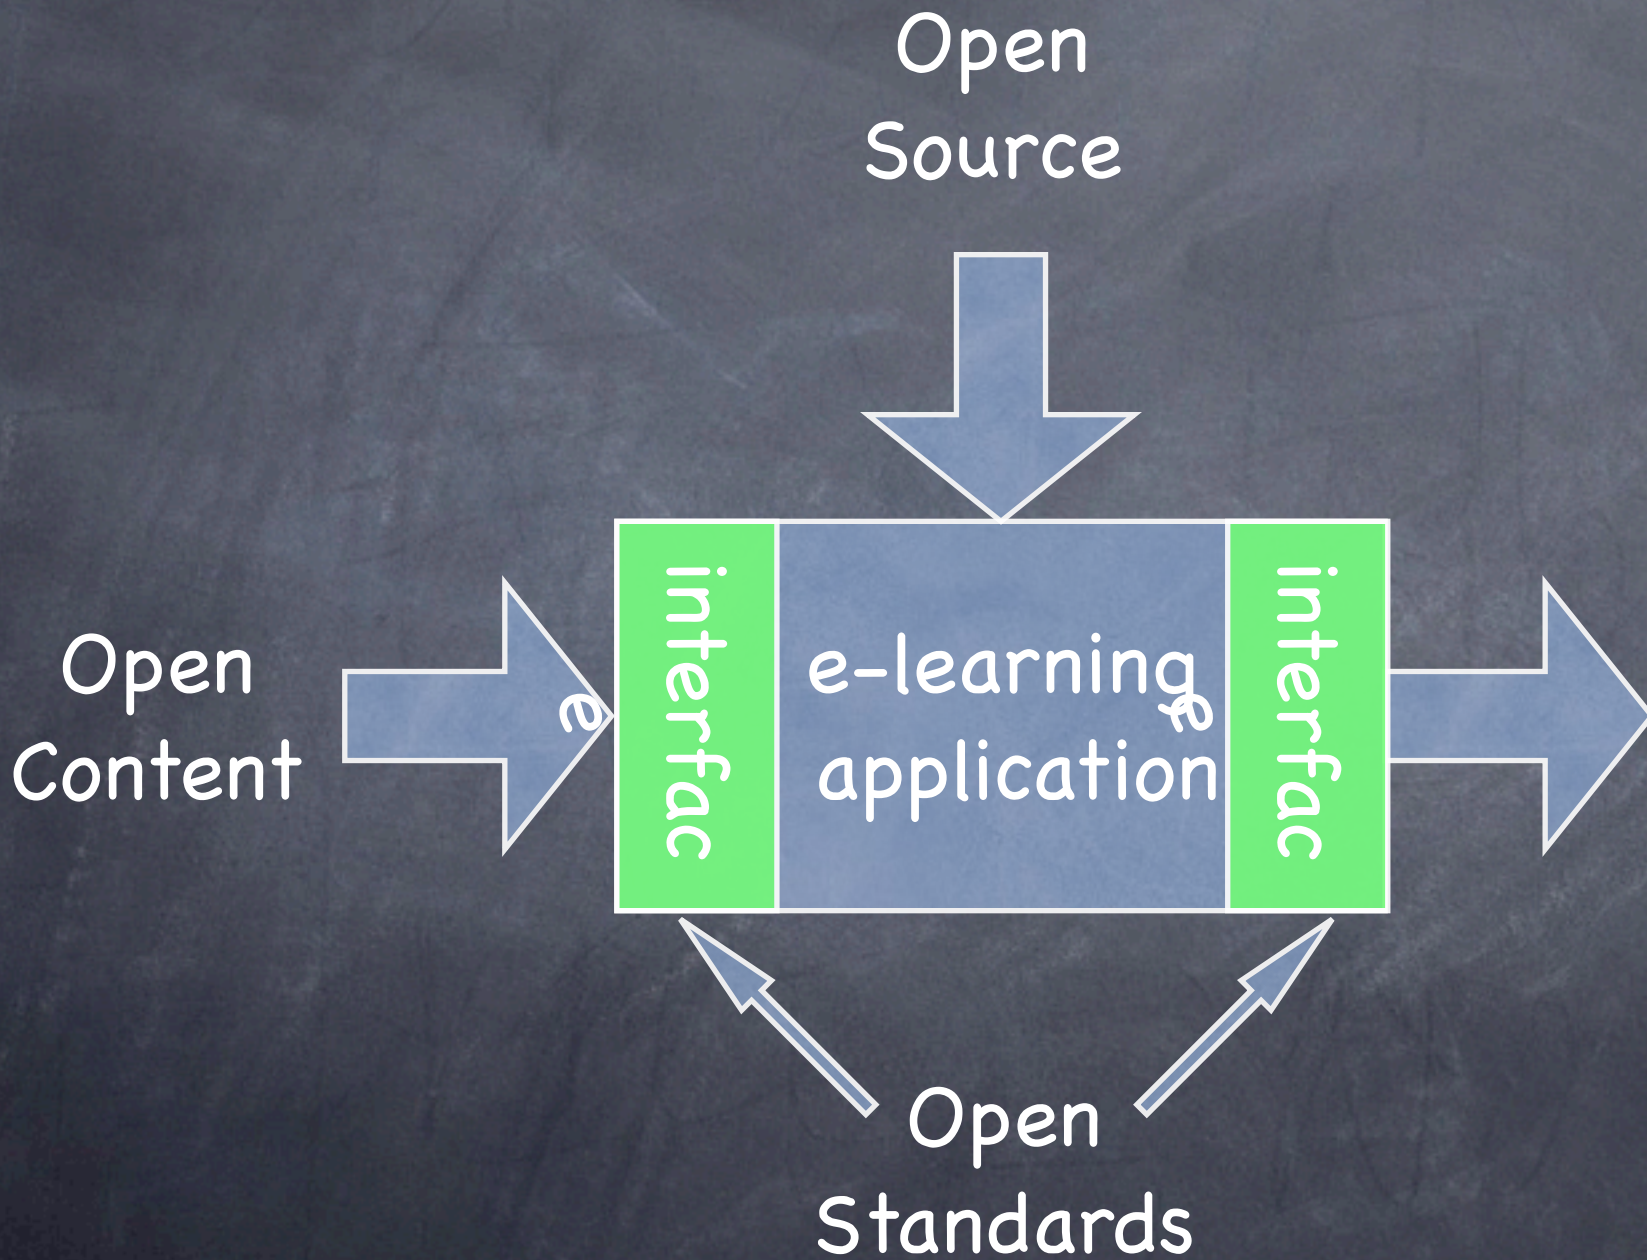 Open
Source
Open
Content
interfac
e
e-learning
application
interfac
e
Open
Standards